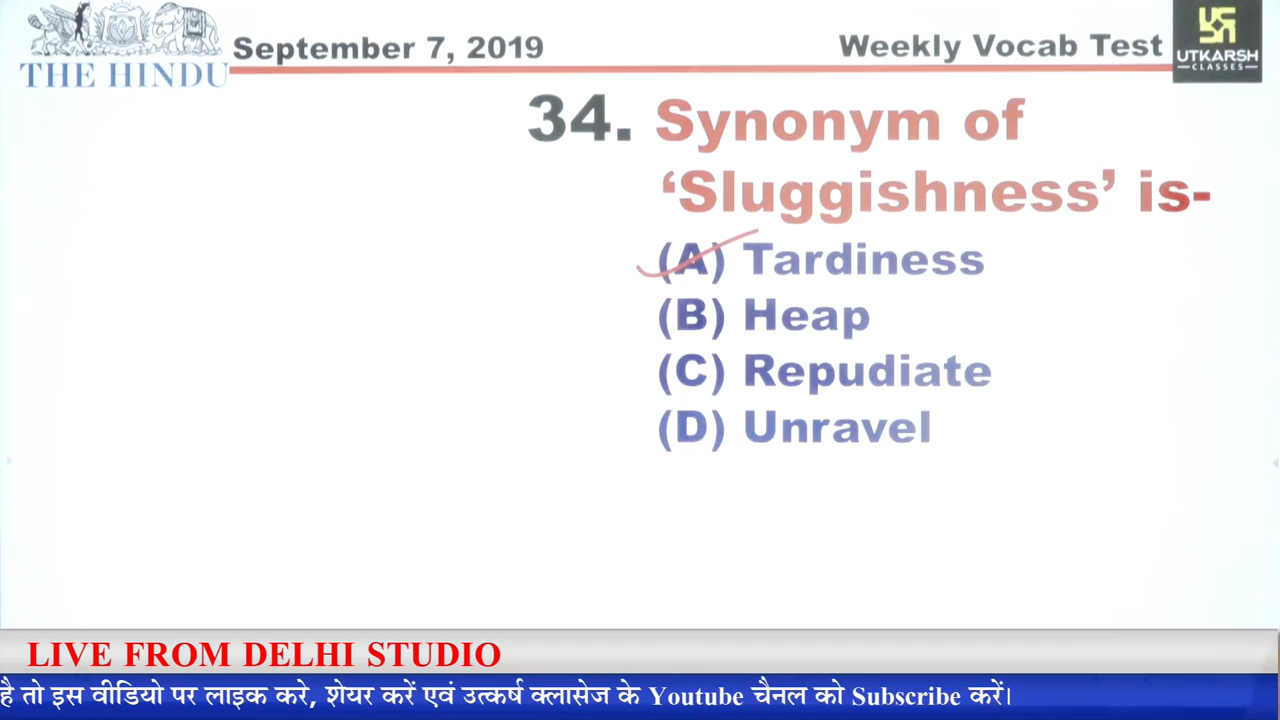 THE HINDU
September 7, 2019
Weekly Vocab Test
UTKARSH
CLASSES
34. Synonym of
‘Sluggishness’ is-
(A) Tardiness
(B) Heap
(C) Repudiate
(D) Unravel
LIVE FROM DELHI STUDIO
है तो इस वीडियो पर लाइक करे, शेयर करें एवं उत्कर्ष क्लासेज के Youtube चैनल को Subscribe करें।